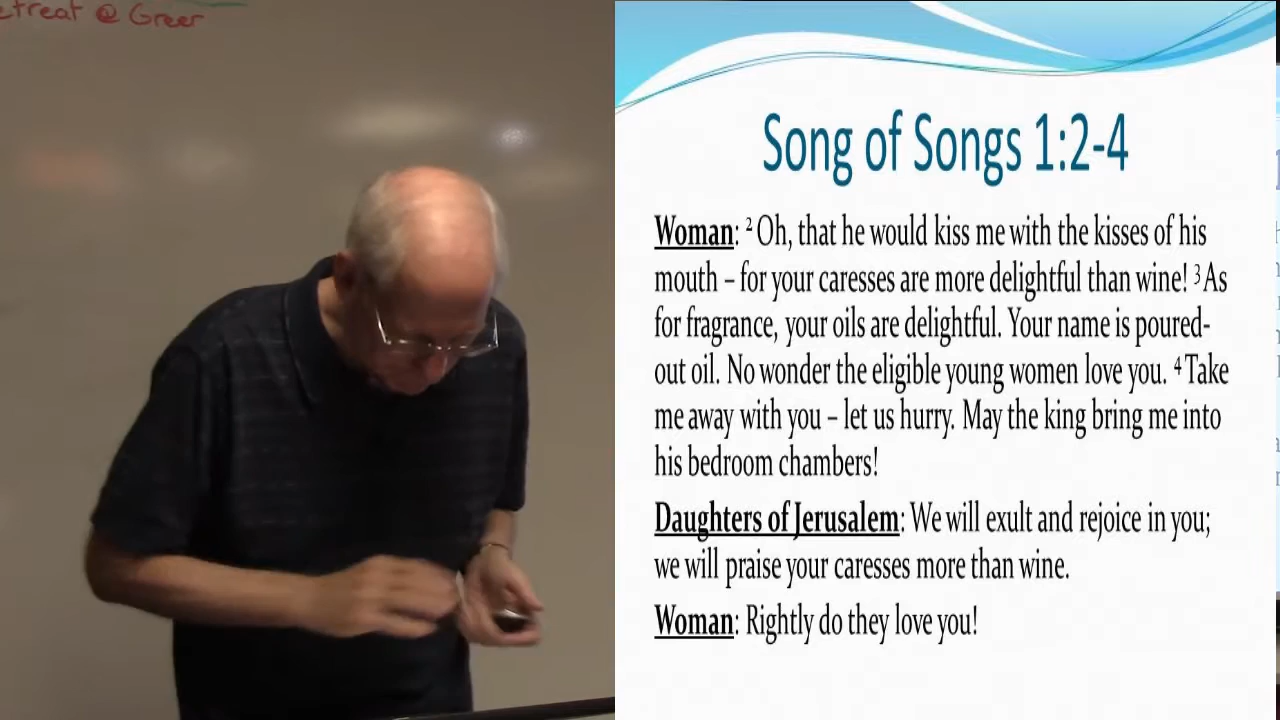 etreat @ Greer
Song of Songs 1:2-4
Woman: ² Oh, that he would kiss me with the kisses of his
mouth – for your caresses are more delightful than wine! ³ As
for fragrance, your oils are delightful. Your name is poured-
out oil. No wonder the eligible young women love you. ⁴ Take
me away with you – let us hurry. May the king bring me into
his bedroom chambers!
Daughters of Jerusalem: We will exult and rejoice in you;
we will praise your caresses more than wine.
Woman: Rightly do they love you!